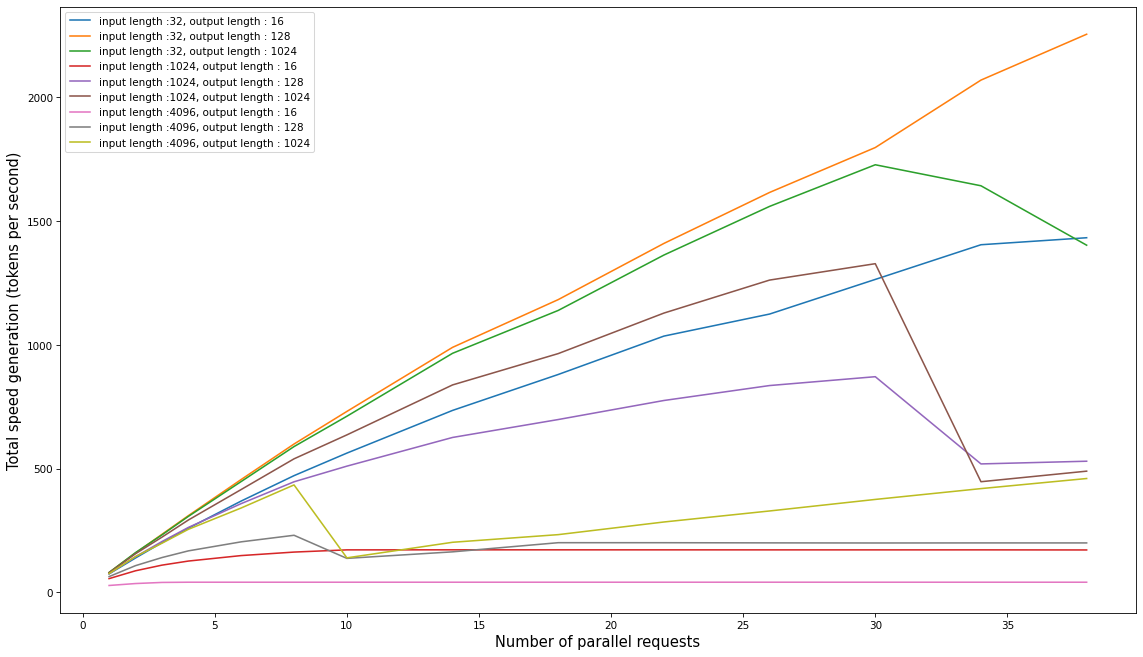 input length :32, output length : 16
input length :32, output length : 128
input length :32, output length : 1024
input length :1024, output length : 16
input length :1024, output length : 128
input length :1024, output length : 1024
input length :4096, output length : 16
input length :4096, output length : 128
input length :4096, output length : 1024
Total speed generation (tokens per second)
2000
1500
1000
500
0
0 5 10 15 20 25 30 35
Number of parallel requests